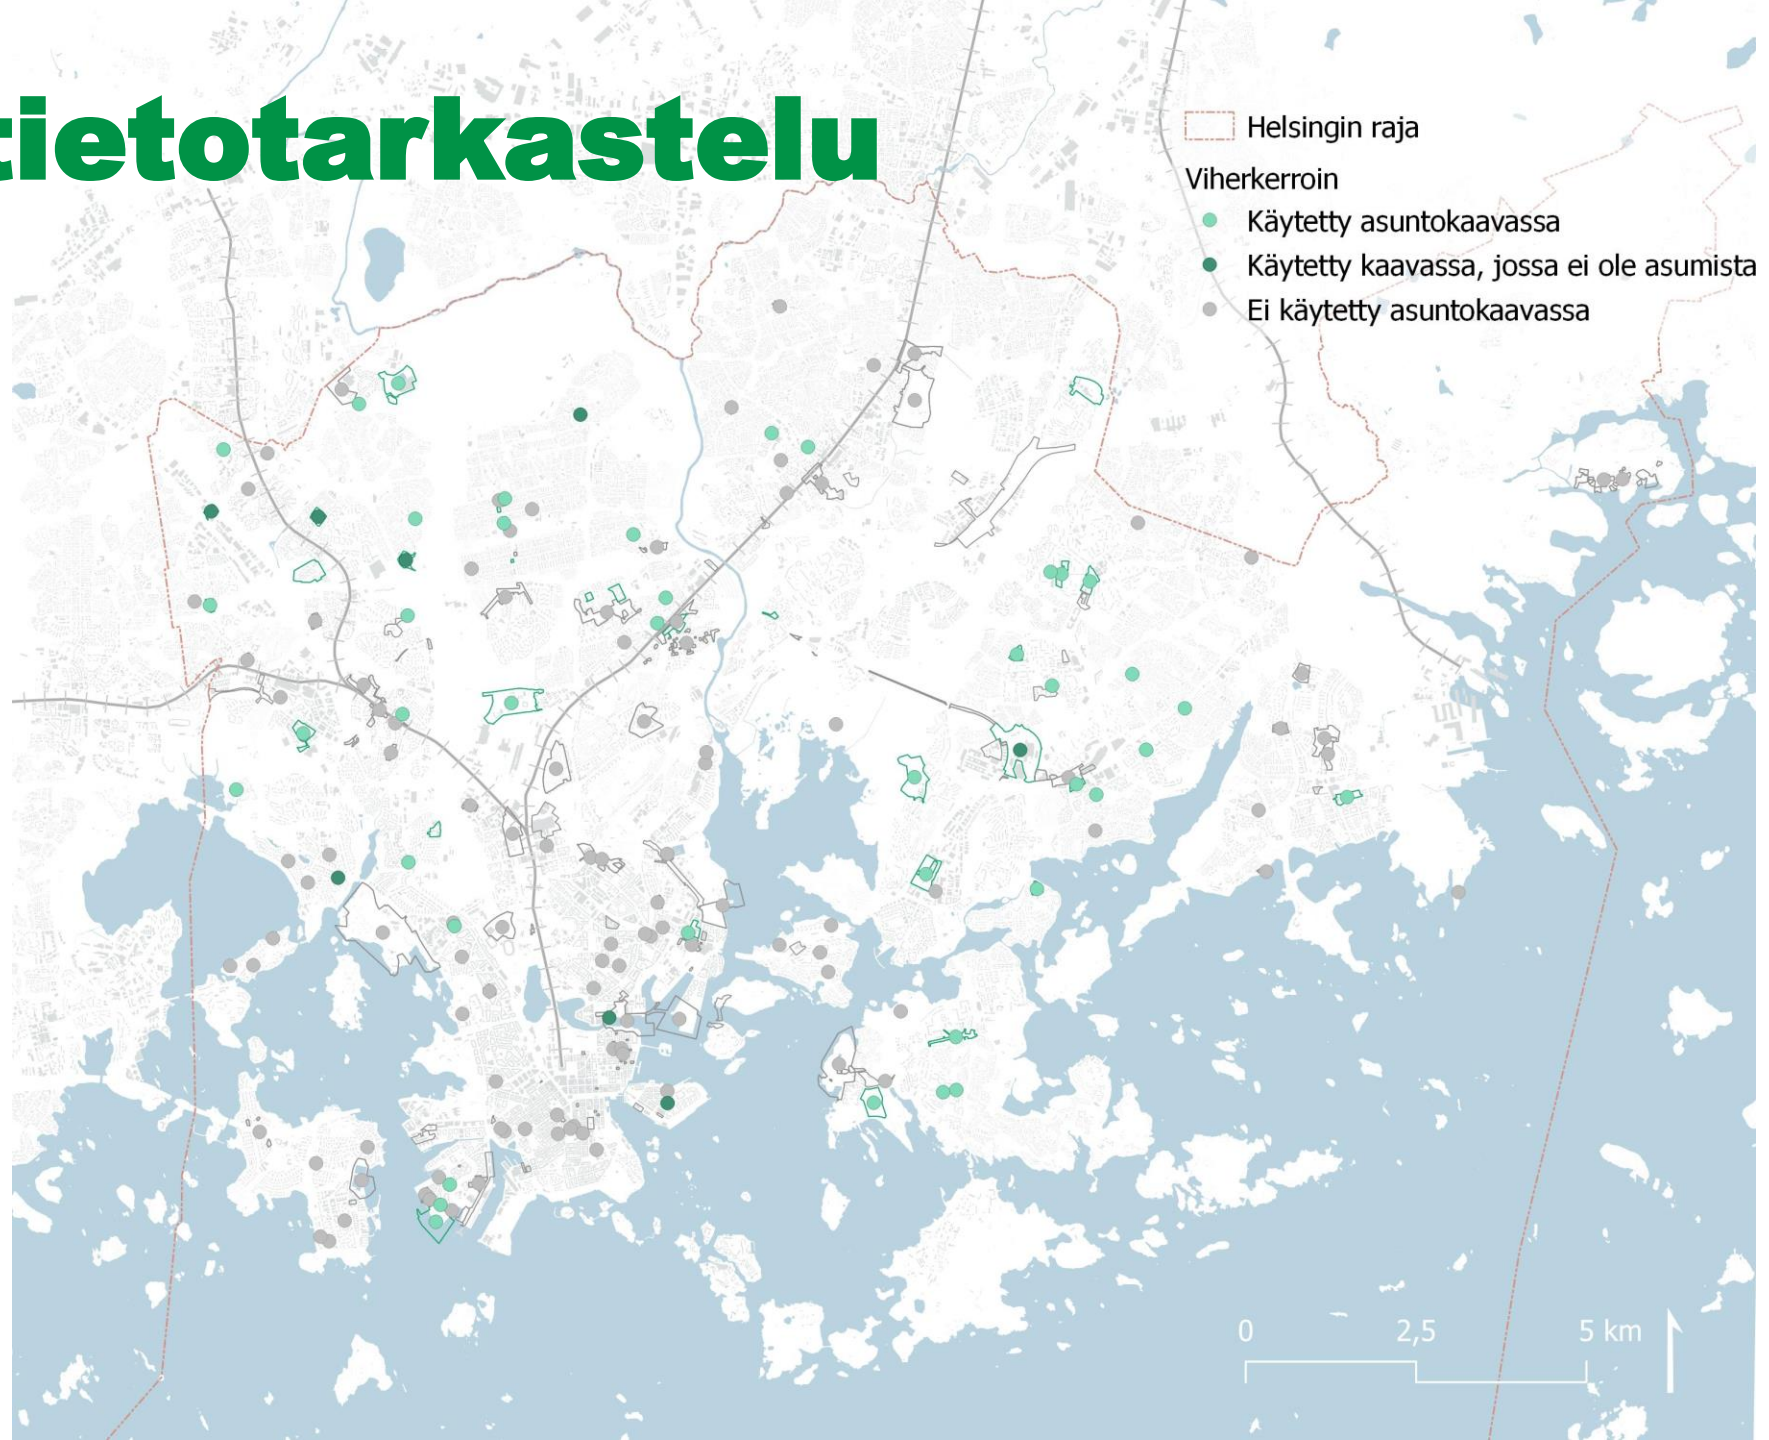 tietotarkastelu
Helsingin raja
Viherkerroin
Käytetty asuntokaavassa
Käytetty kaavassa, jossa ei ole asumista
Ei käytetty asuntokaavassa
0 2,5 5 km